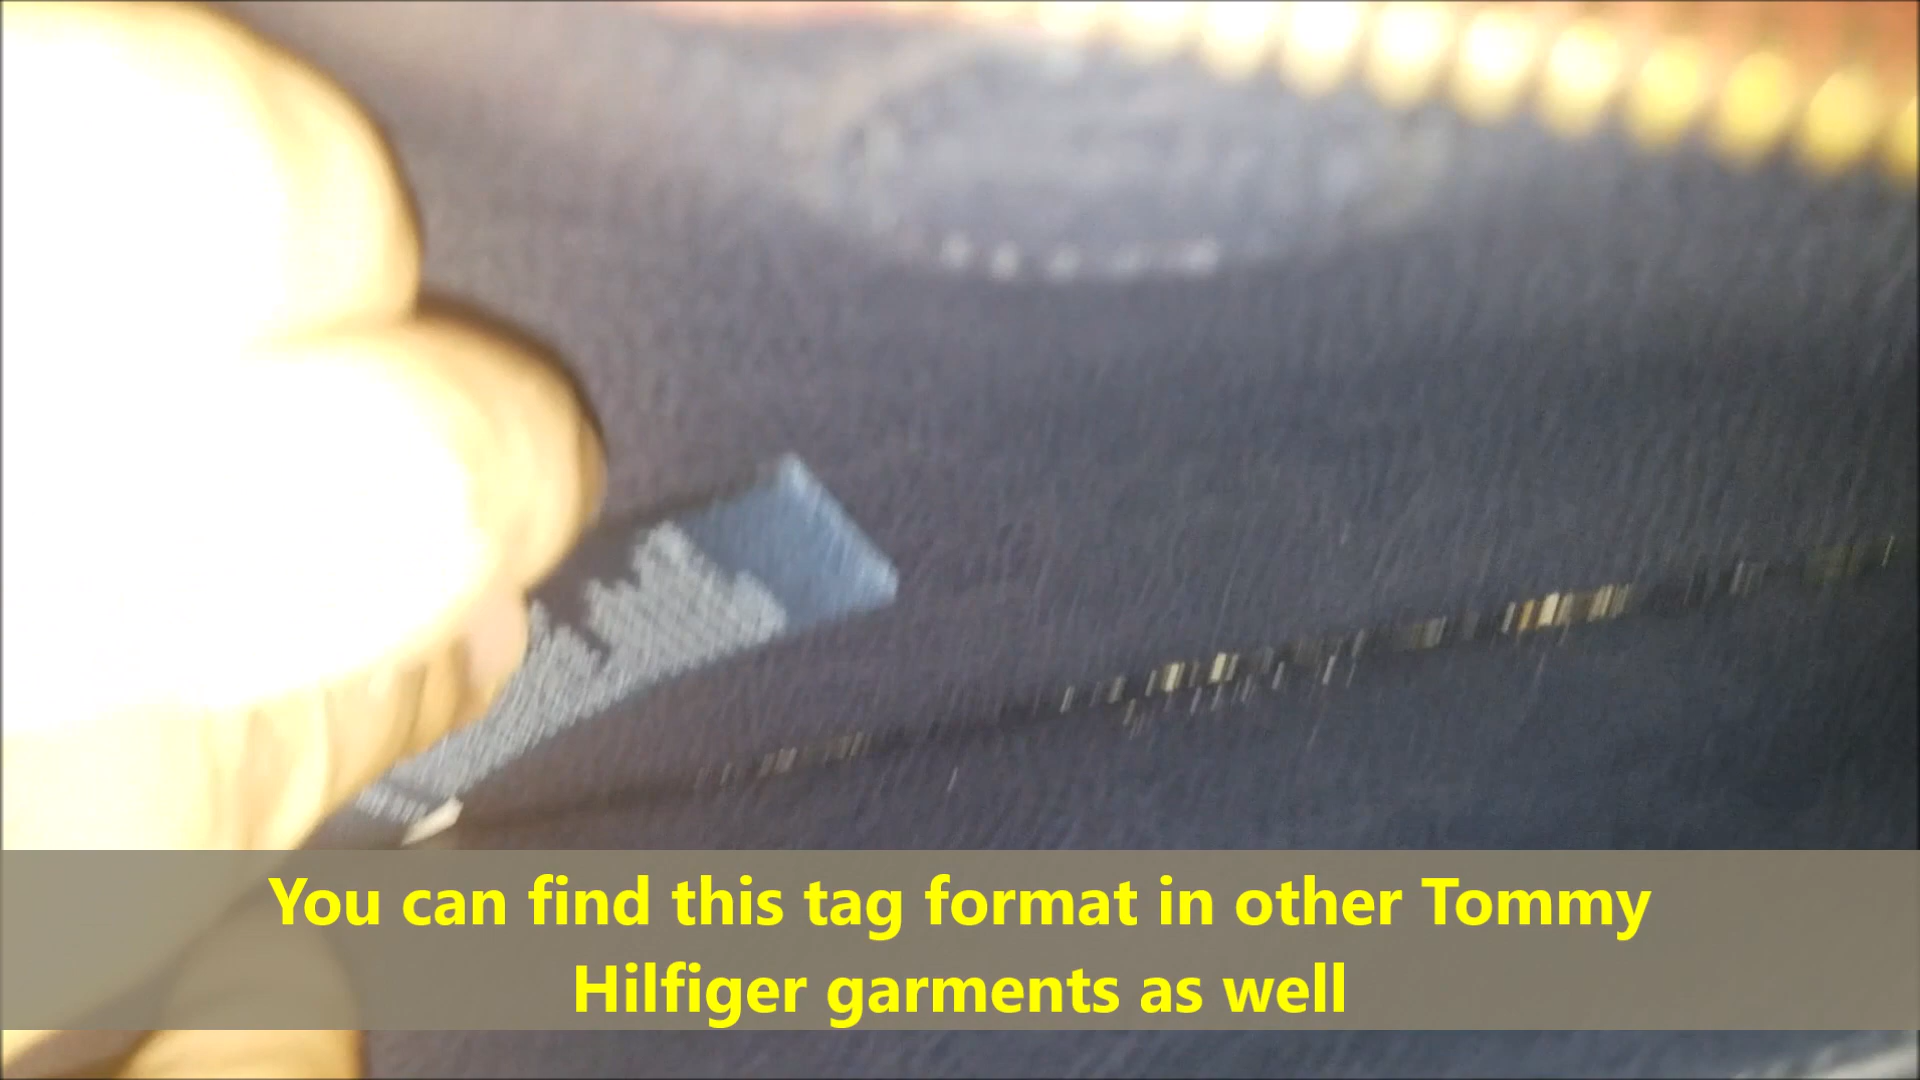 You can find this tag format in other Tommy
Hilfiger garments as well